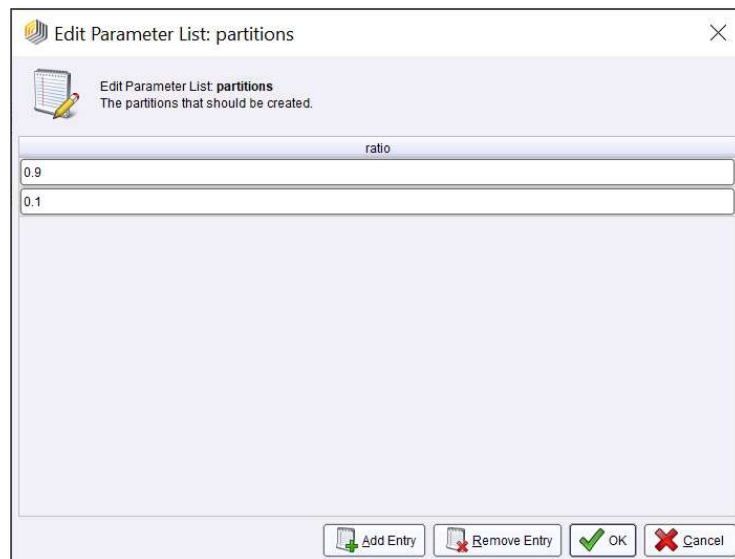 Edit Parameter List: partitions
Edit Parameter List: partitions
The partitions that should be created.
ratio
0.9
0.1
Add Entry
Remove Entry
OK
Cancel